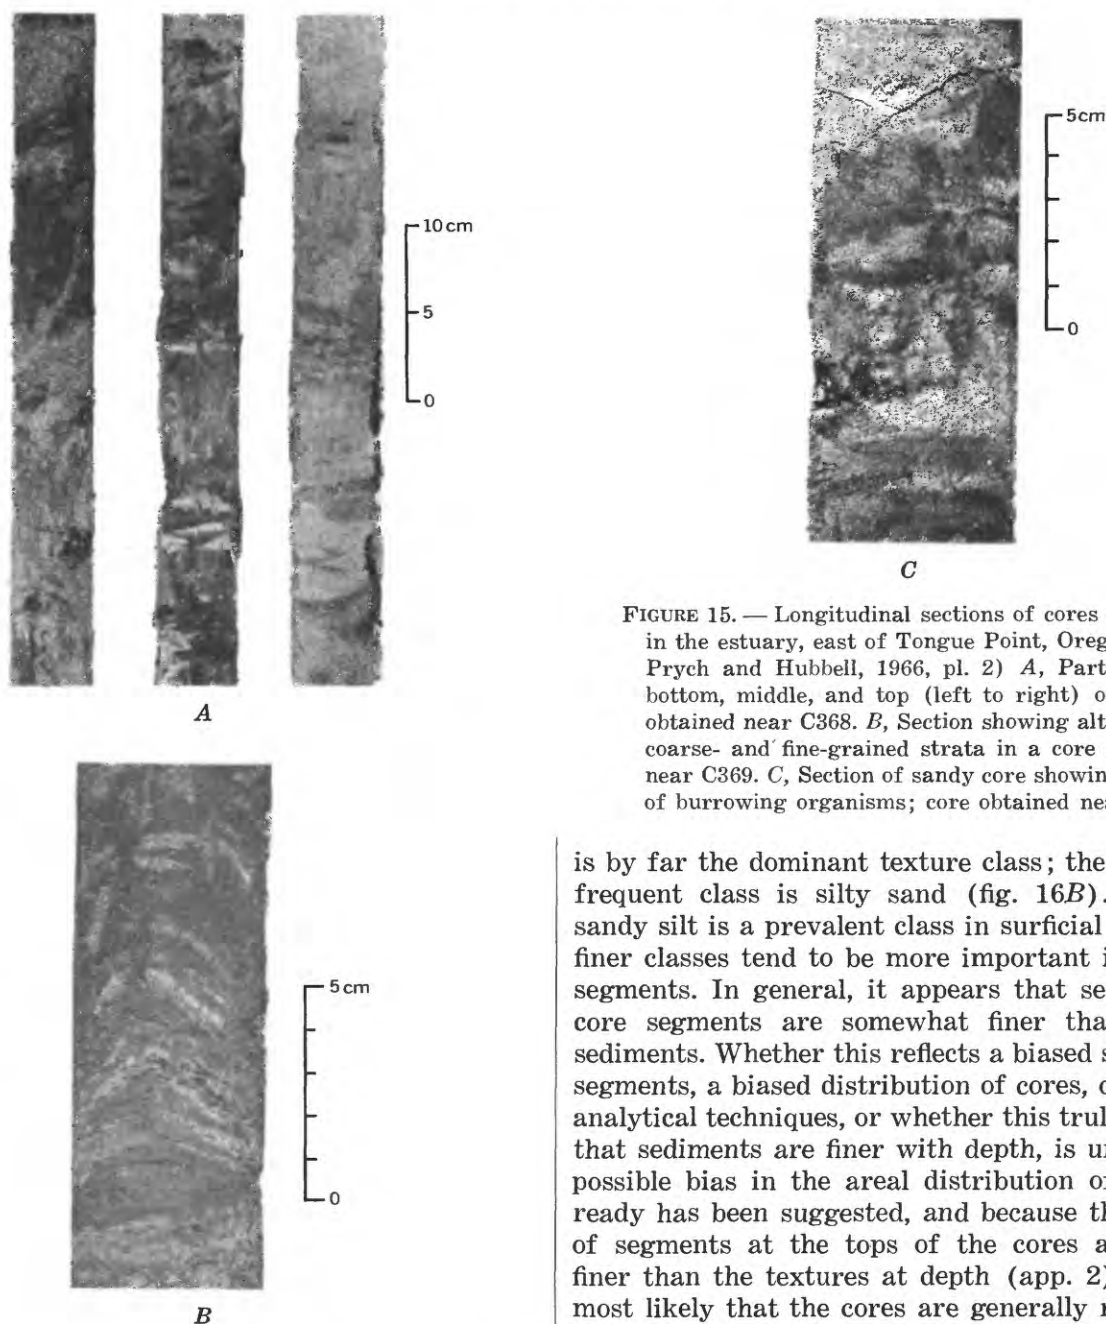 10 cm
5
0
A
5 cm
0
C
FIGURE 15. — Longitudinal sections of cores
in the estuary, east of Tongue Point, Oreg
Prych and Hubbell, 1966, pl. 2) A, Part
bottom, middle, and top (left to right) o
obtained near C368. B, Section showing alt
coarse- and fine-grained strata in a core
near C369. C, Section of sandy core showin
of burrowing organisms; core obtained ne
5 cm
0
B
is by far the dominant texture class; the
frequent class is silty sand (fig. 16B).
sandy silt is a prevalent class in surficial
finer classes tend to be more important i
segments. In general, it appears that se
core segments are somewhat finer tha
sediments. Whether this reflects a biased s
segments, a biased distribution of cores, o
analytical techniques, or whether this trul
that sediments are finer with depth, is u
possible bias in the areal distribution o
ready has been suggested, and because th
of segments at the tops of the cores a
finer than the textures at depth (app. 2)
most likely that the cores are generally